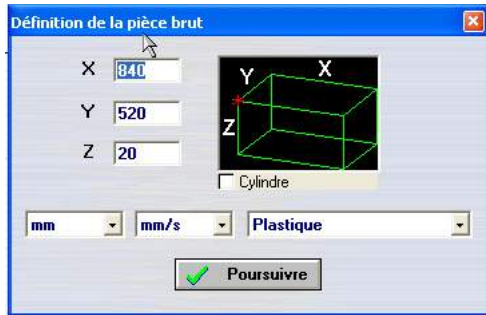 Définition de la pièce brut
X 840
Y 520
Z 20
Y X
Z
Cylindre
mm mm/s Plastique
Poursuivre